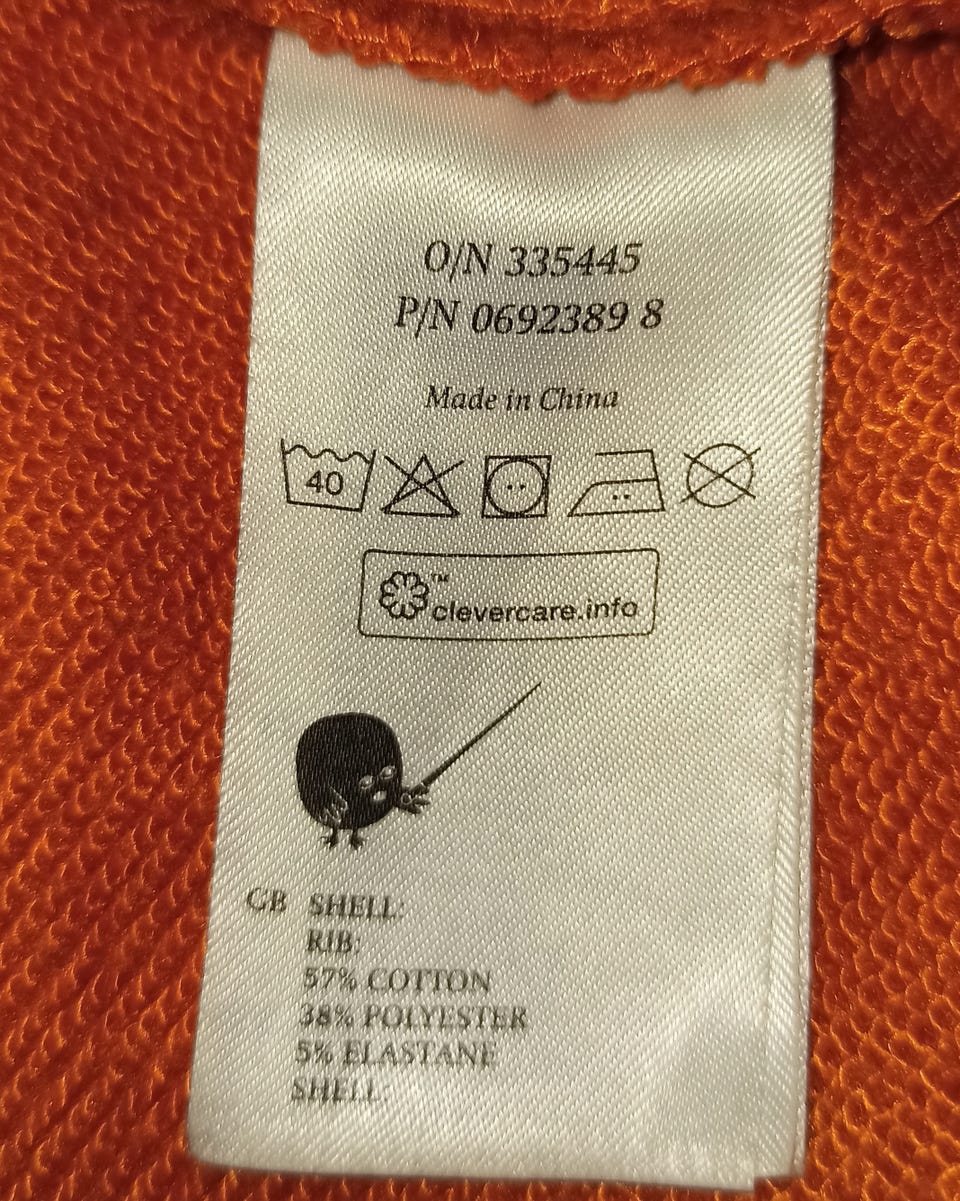 O/N 335445
P/N 0692389 8
Made in China
40
™
clevercare.info
GB SHELL:
RIB:
57% COTTON
38% POLYESTER
5% ELASTANE
SHELL: